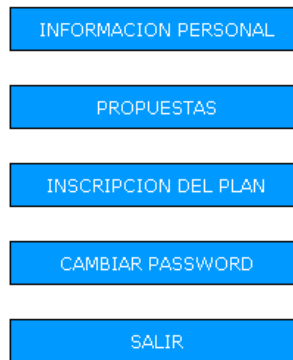 INFORMACION PERSONAL
PROPUESTAS
INSCRIPCION DEL PLAN
CAMBIAR PASSWORD
SALIR